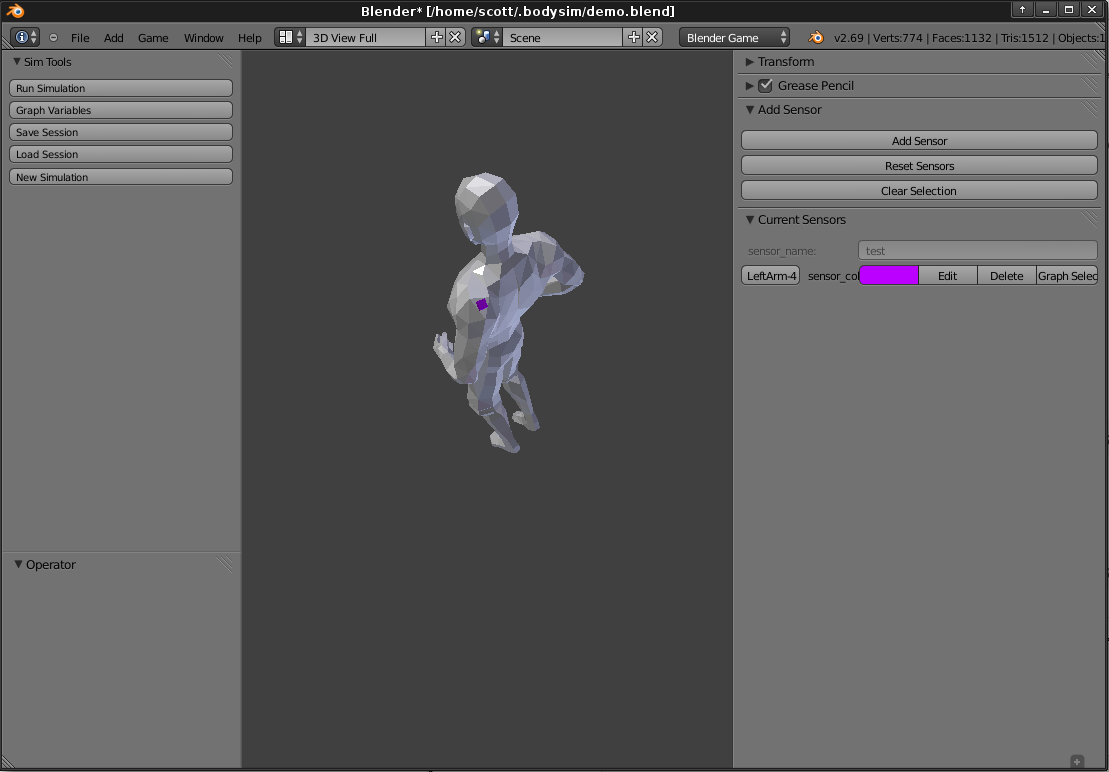 Blender* [/home/scott/.bodysim/demo.blend]
File Add Game Window Help 3D View Full Scene Blender Game v2.69 | Verts:774 | Faces:1132 | Tris:1512 | Objects:1
Sim Tools
Run Simulation
Graph Variables
Save Session
Load Session
New Simulation
Operator
Transform
Grease Pencil
Add Sensor
Add Sensor
Reset Sensors
Clear Selection
Current Sensors
sensor_name: test
LeftArm-4 sensor_col Edit Delete Graph Selec